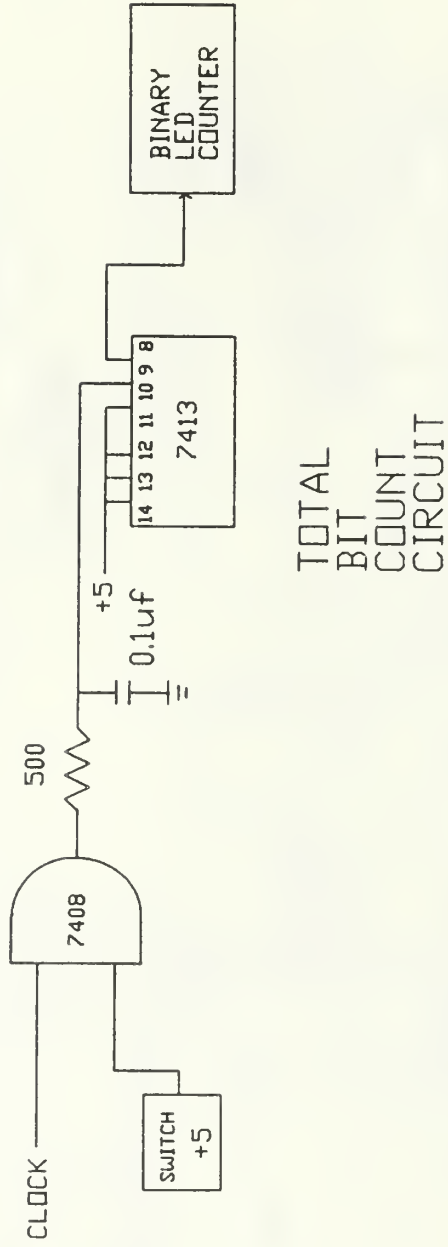 CLOCK
SWITCH
+5
7408
500
0.1uf
+5
14 13 12 11 10 9 8
7413
BINARY
LED
COUNTER
TOTAL
BIT
COUNT
CIRCUIT